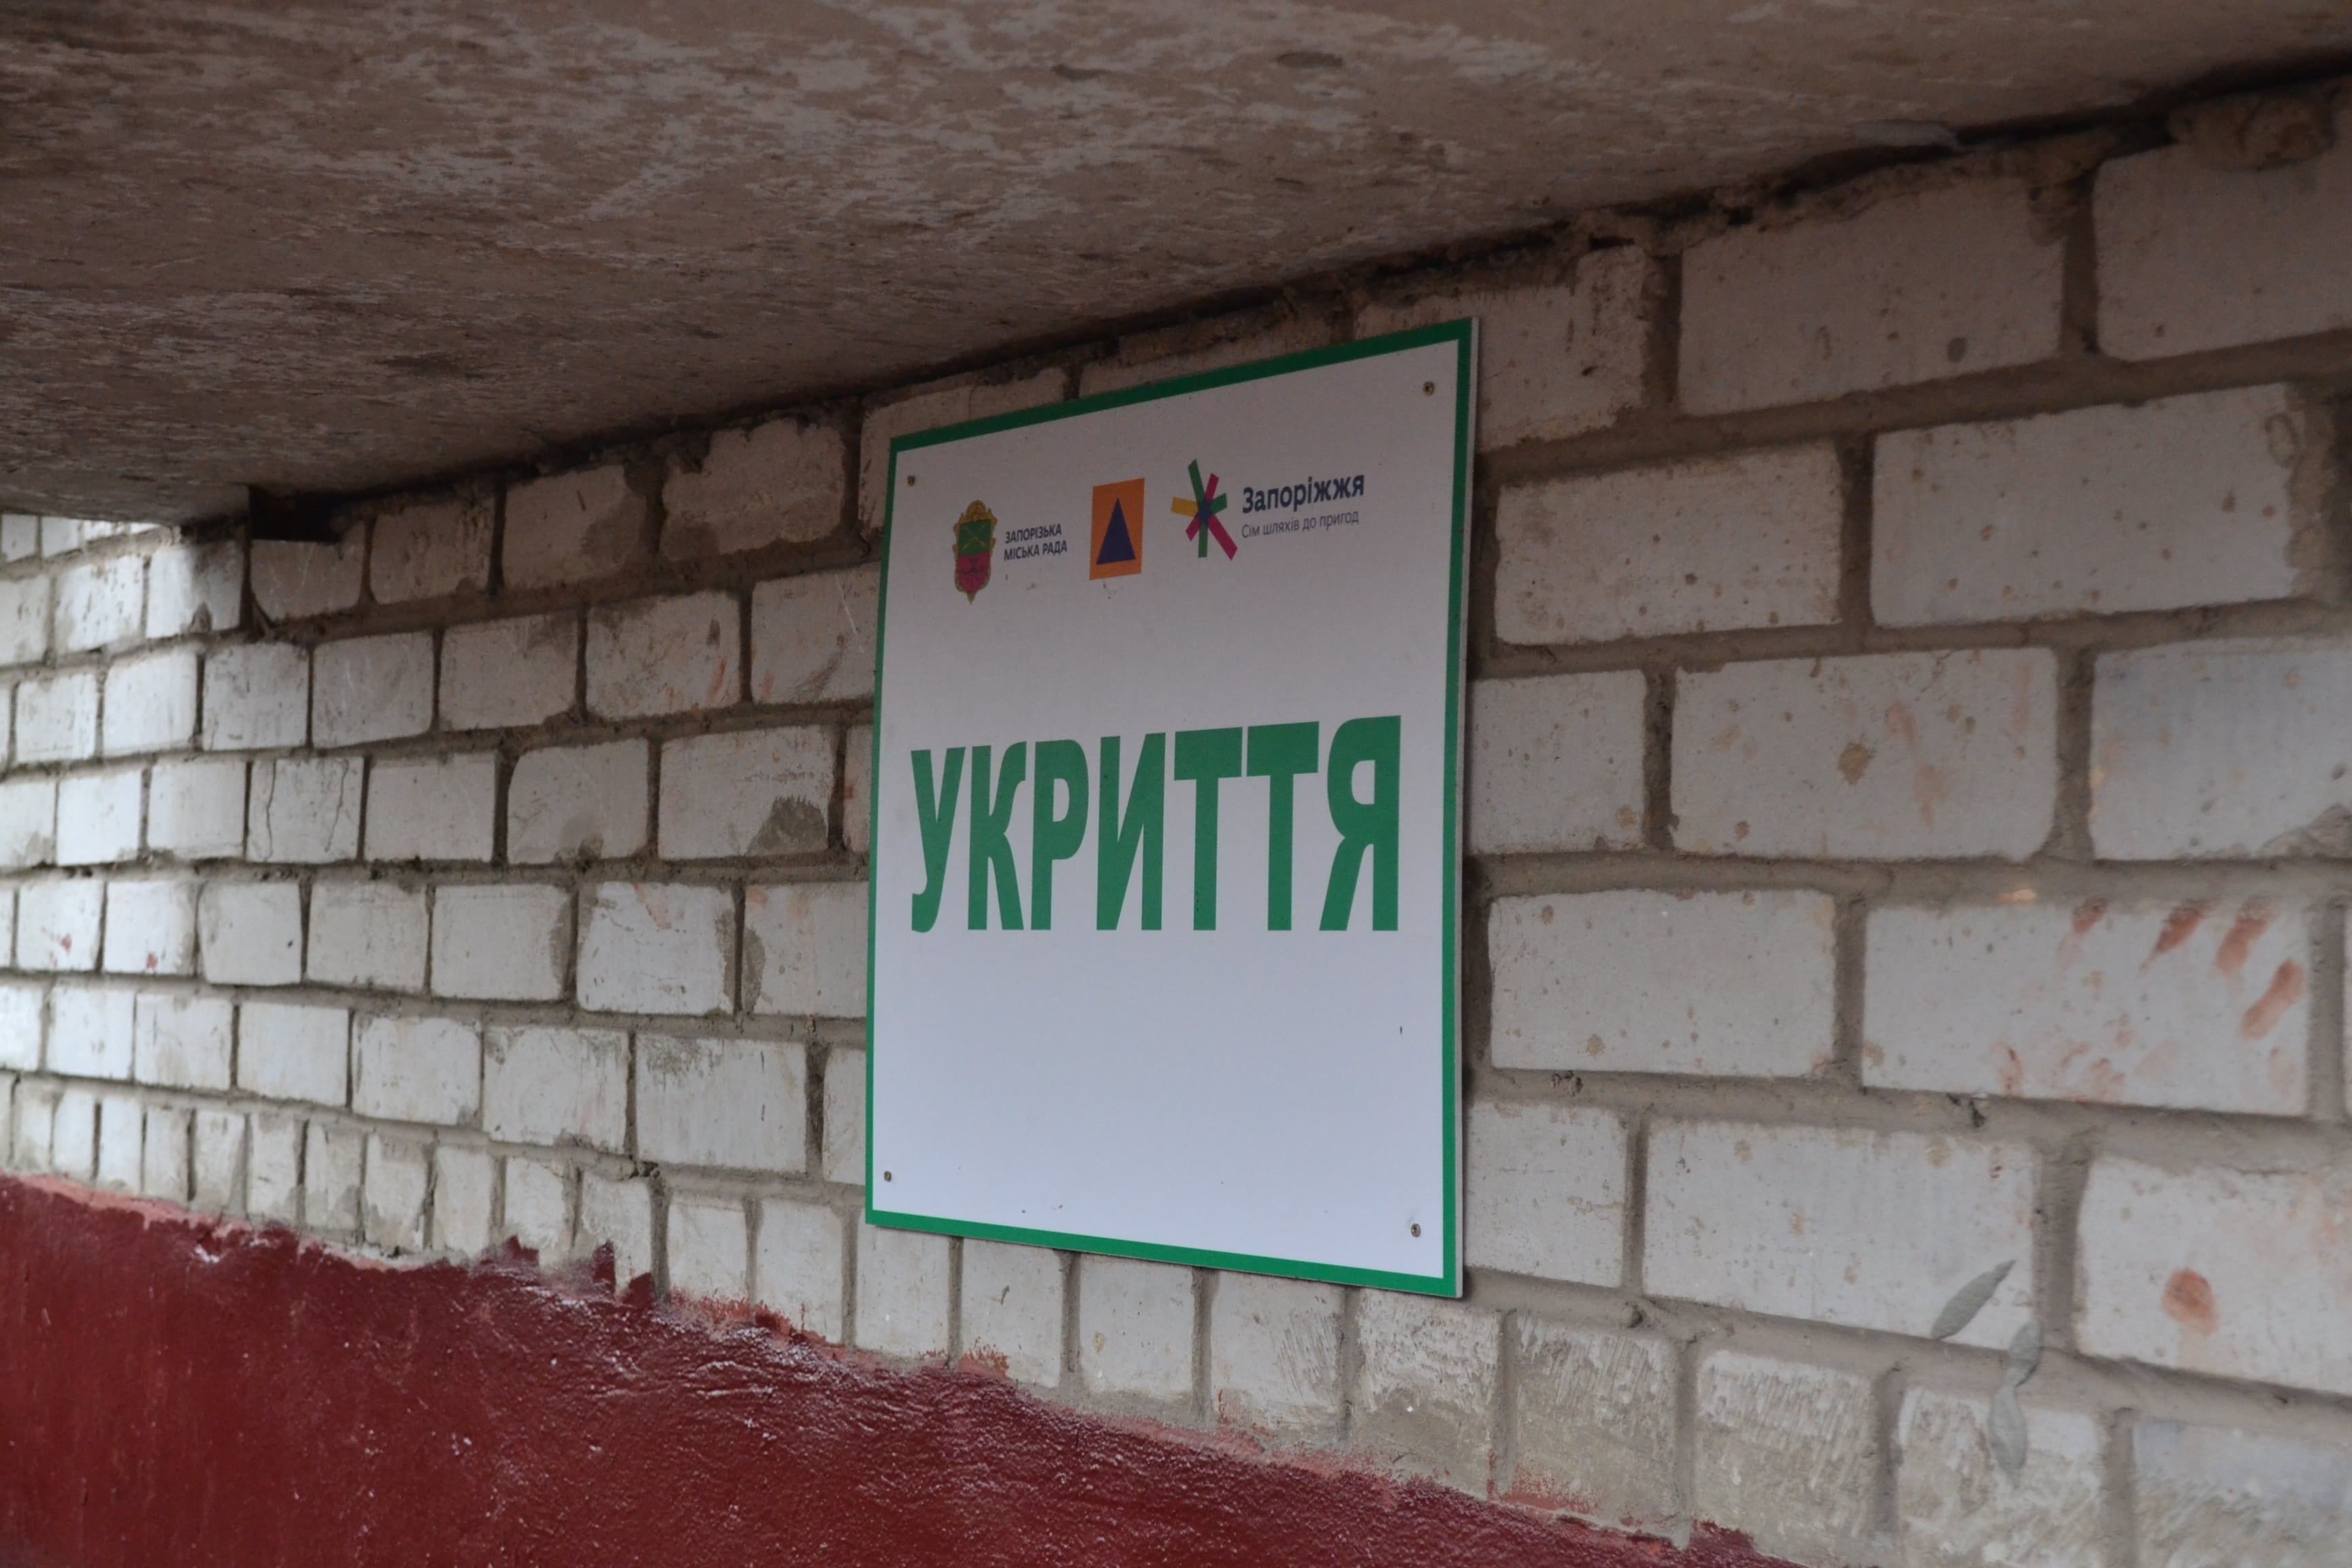 ЗАПОРІЗЬКА
МІСЬКА РАДА
Запоріжжя
Сім шляхів до пригод
УКРИТТЯ